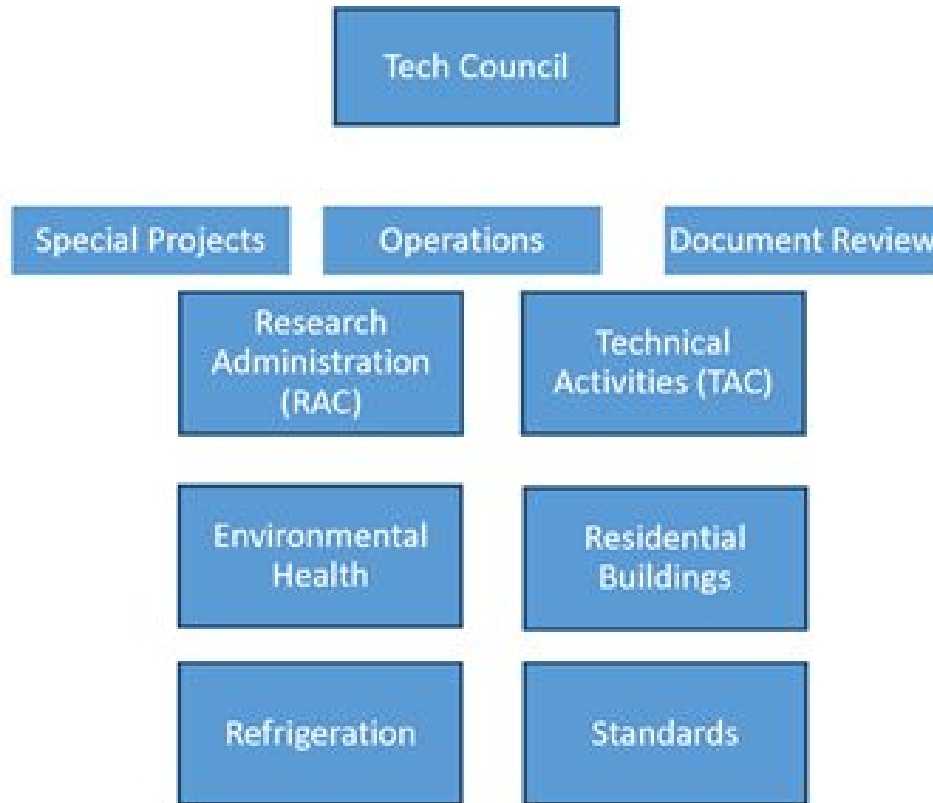 Tech Council
Special Projects
Operations
Document Review
Research
Administration
(RAC)
Technical
Activities (TAC)
Environmental
Health
Residential
Buildings
Refrigeration
Standards